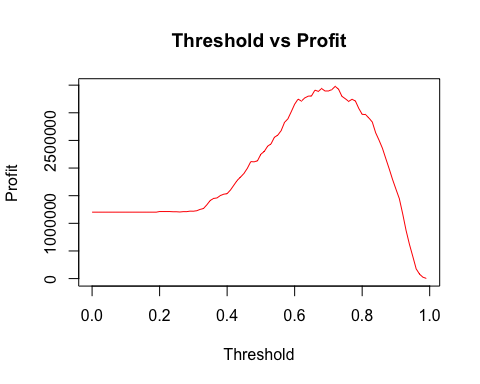 Threshold vs Profit
Profit
0 1000000 2500000
0.0 0.2 0.4 0.6 0.8 1.0
Threshold